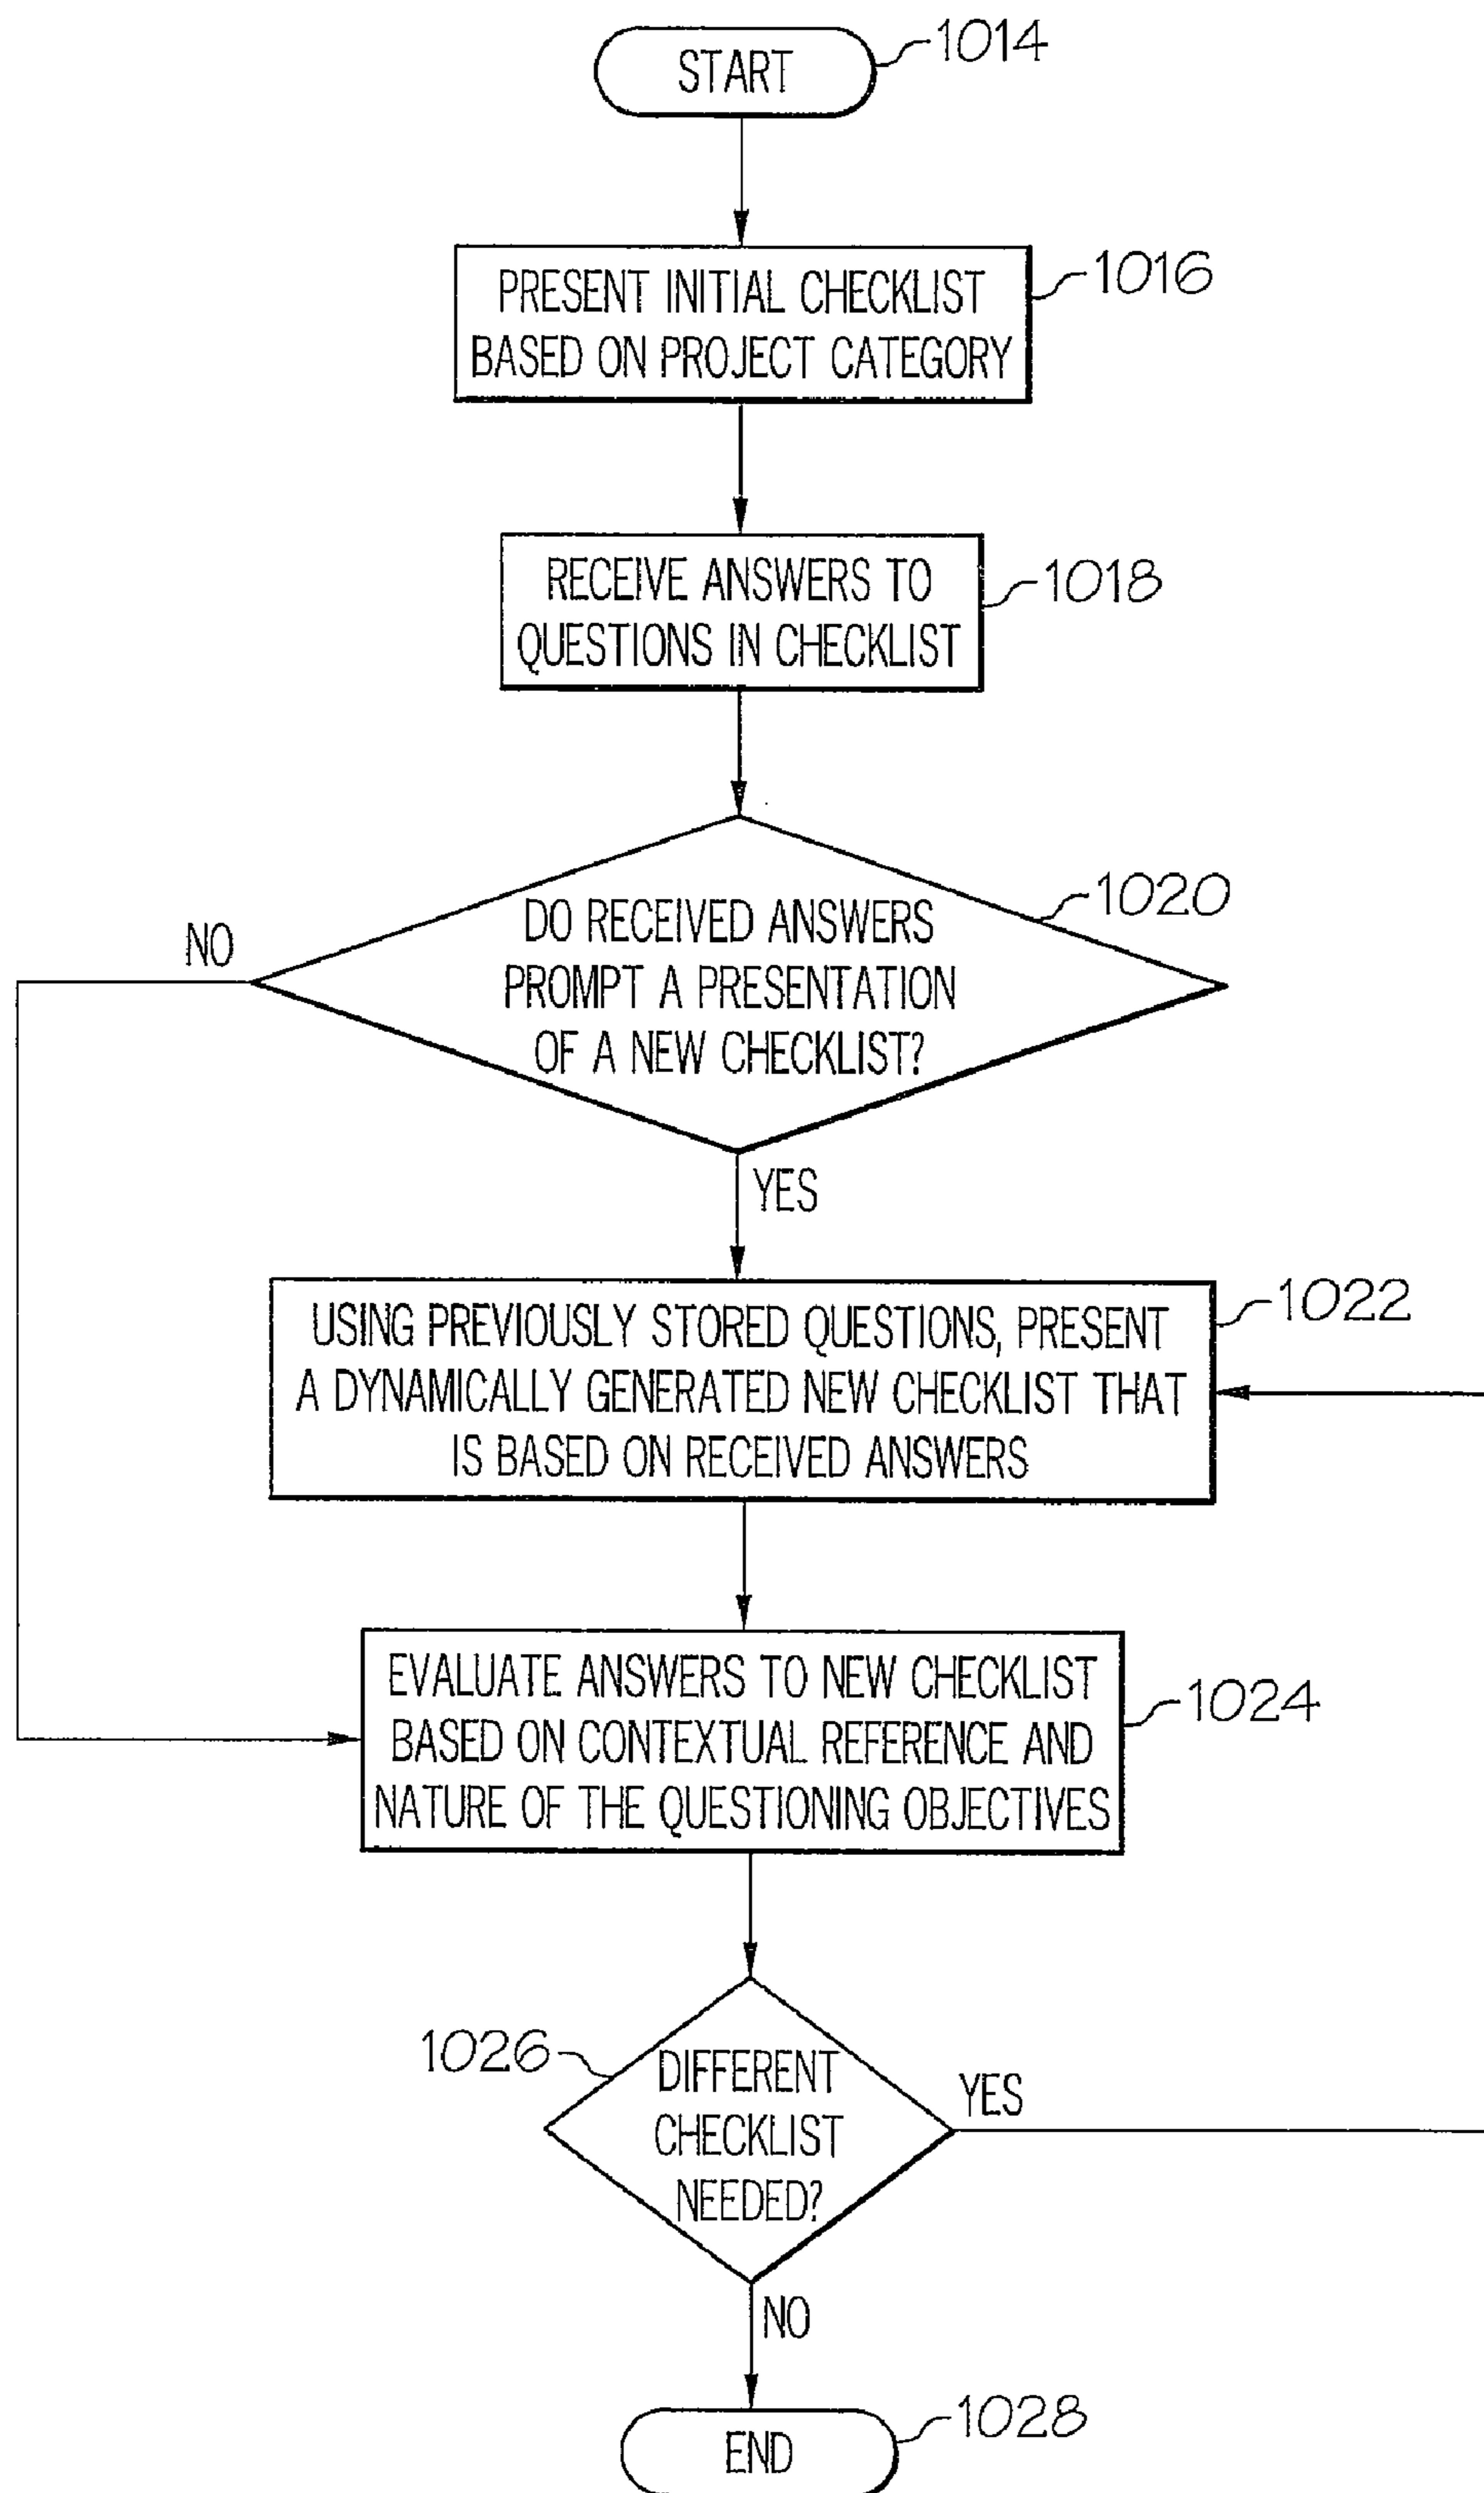 START
1014
PRESENT INITIAL CHECKLIST
BASED ON PROJECT CATEGORY
1016
RECEIVE ANSWERS TO
QUESTIONS IN CHECKLIST
1018
DO RECEIVED ANSWERS
PROMPT A PRESENTATION
OF A NEW CHECKLIST?
1020
NO
YES
USING PREVIOUSLY STORED QUESTIONS, PRESENT
A DYNAMICALLY GENERATED NEW CHECKLIST THAT
IS BASED ON RECEIVED ANSWERS
1022
EVALUATE ANSWERS TO NEW CHECKLIST
BASED ON CONTEXTUAL REFERENCE AND
NATURE OF THE QUESTIONING OBJECTIVES
1024
1026
DIFFERENT
CHECKLIST
NEEDED?
YES
NO
END
1028